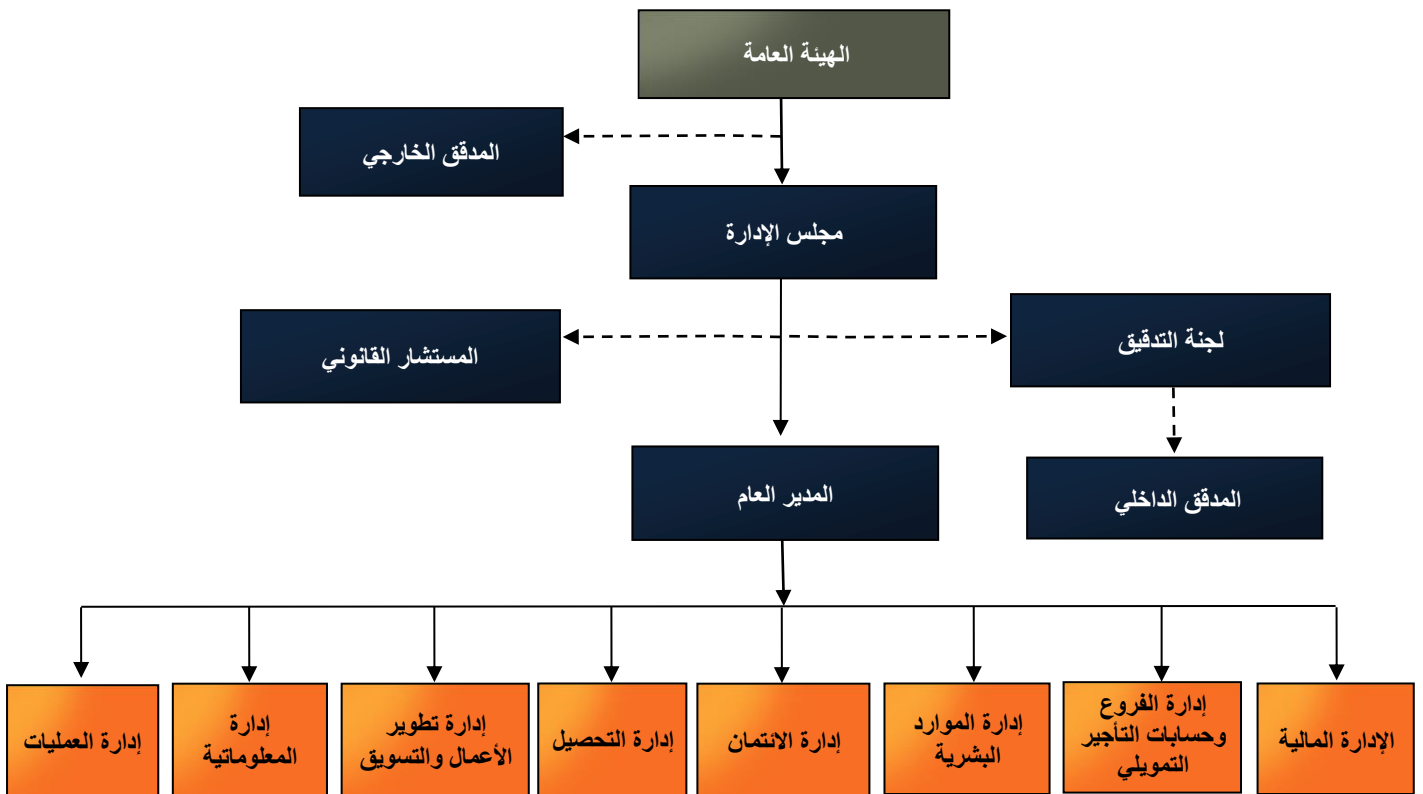 الهيئة العامة
المدقق الخارجي
مجلس الإدارة
لجنة التدقيق
المستشار القانوني
المدير العام
المدقق الداخلي
الإدارة المالية
إدارة الفروع
وحسابات التأجير
التمويلي
إدارة الموارد
البشرية
إدارة الائتمان
إدارة التحصيل
إدارة تطوير
الأعمال والتسويق
إدارة
المعلوماتية
إدارة العمليات